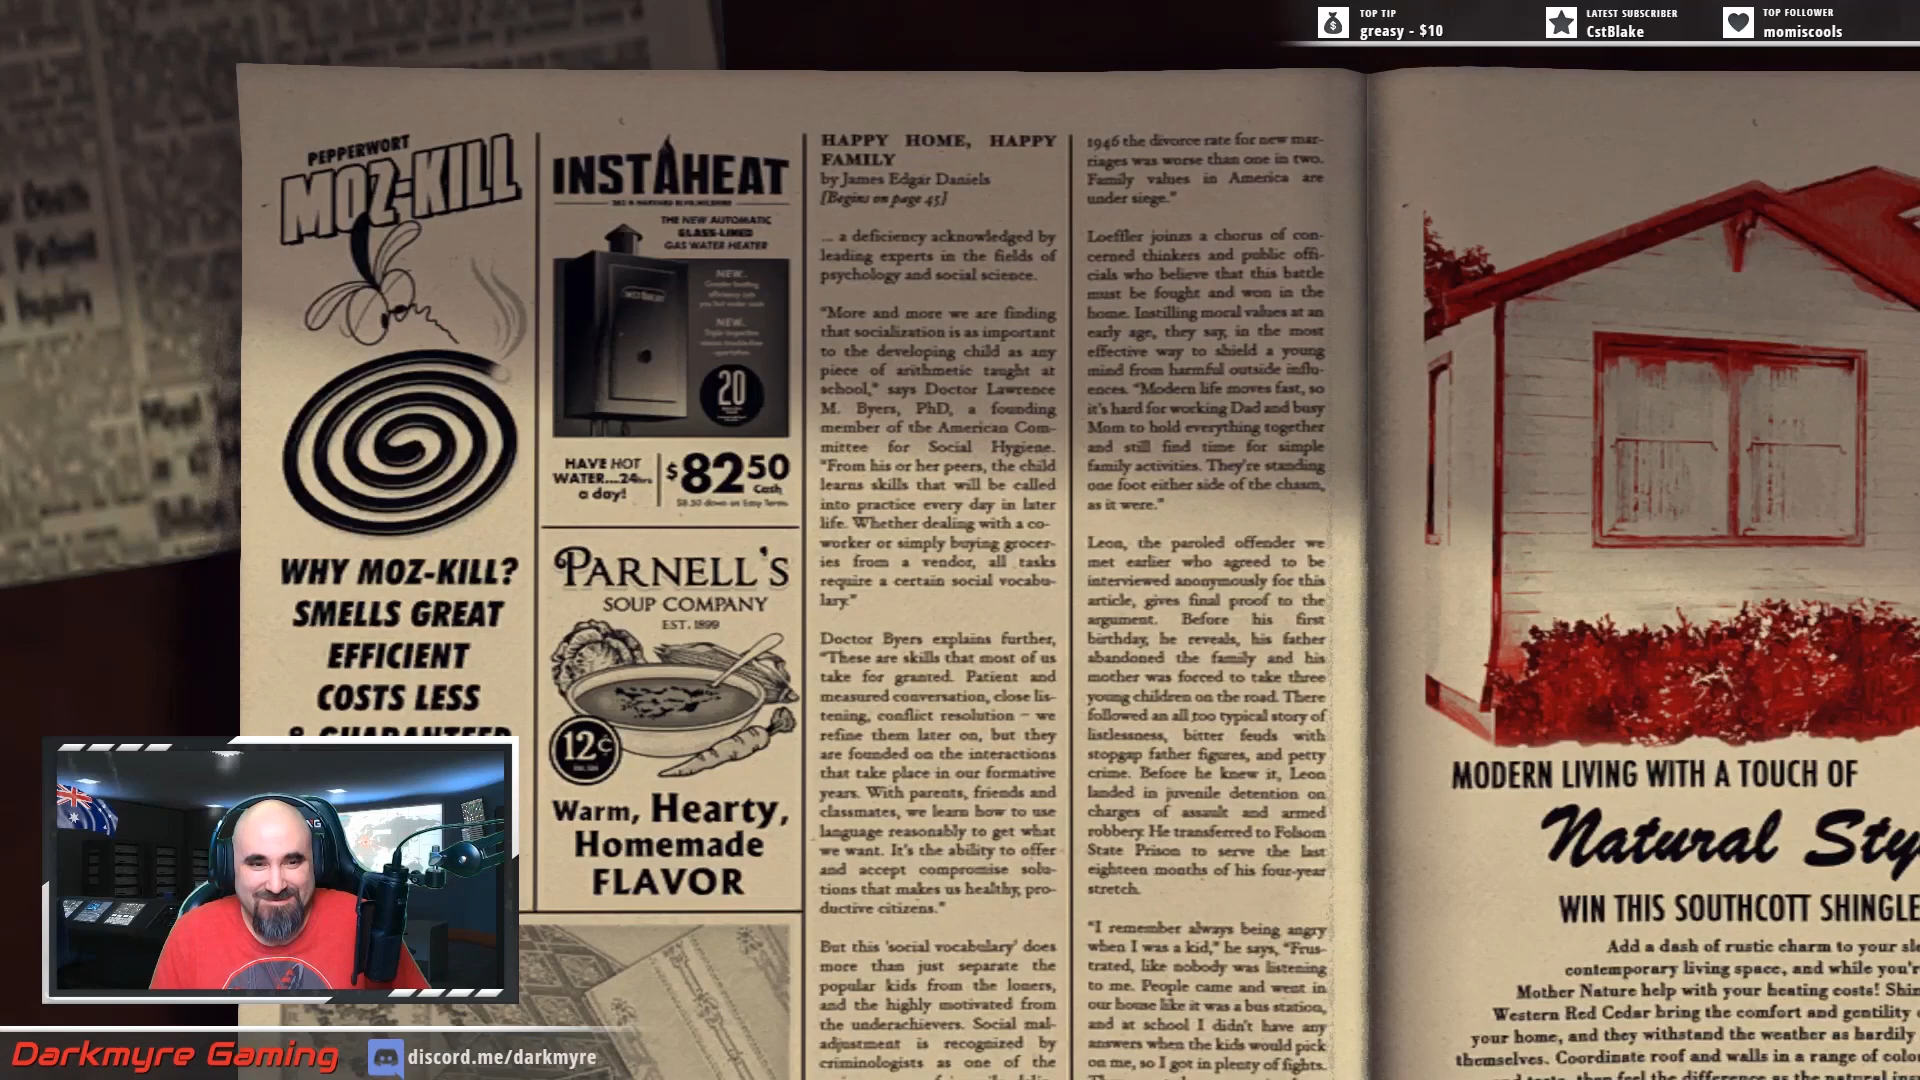 TOP TIP
greasy - $10
LATEST SUBSCRIBER
CstBlake
TOP FOLLOWER
momiscools
PEPPERWORT
MOZ-KILL
WHY MOZ-KILL?
SMELLS GREAT
EFFICIENT
COSTS LESS
& GUARANTEED
INSTAHEAT
THE NEW AUTOMATIC
GLASS-LINED
GAS WATER HEATER
INSTAHEAT
NEW..
NEW..
20
HAVE HOT
WATER...24hrs
a day!
$8250
Cash
$8.50 down on Easy Terms
PARNELL'S
SOUP COMPANY
EST. 1899
12¢
Warm, Hearty,
Homemade
FLAVOR
HAPPY HOME, HAPPY
FAMILY
by James Edgar Daniels
[Begins on page 45]
... a deficiency acknowledged by
leading experts in the fields of
psychology and social science.
"More and more we are finding
that socialization is as important
to the developing child as any
piece of arithmetic taught at
school," says Doctor Lawrence
M. Byers, PhD, a founding
member of the American Com-
mittee for Social Hygiene.
"From his or her peers, the child
learns skills that will be called
into practice every day in later
life. Whether dealing with a co-
worker or simply buying grocer-
ies from a vendor, all tasks
require a certain social vocabu-
lary."
Doctor Byers explains further,
"These are skills that most of us
take for granted. Patient and
measured conversation, close lis-
tening, conflict resolution – we
refine them later on, but they
are founded on the interactions
that take place in our formative
years. With parents, friends and
classmates, we learn how to use
language reasonably to get what
we want. It's the ability to offer
and accept compromise solu-
tions that makes us healthy, pro-
ductive citizens."
But this 'social vocabulary' does
more than just separate the
popular kids from the loners,
and the highly motivated from
the underachievers. Social mal-
adjustment is recognized by
criminologists as one of the
1946 the divorce rate for new mar-
riages was worse than one in two.
Family values in America are
under siege."
Loeffler joinzs a chorus of con-
cerned thinkers and public offi-
cials who believe that this battle
must be fought and won in the
home. Instilling moral values at an
early age, they say, in the most
effective way to shield a young
mind from harmful outside influ-
ences. "Modern life moves fast, so
it's hard for working Dad and busy
Mom to hold everything together
and still find time for simple
family activities. They're standing
one foot either side of the chasm,
as it were."
Leon, the paroled offender we
met earlier who agreed to be
interviewed anonymously for this
article, gives final proof to the
argument. Before his first
birthday, he reveals, his father
abandoned the family and his
mother was forced to take three
young children on the road. There
followed an all too typical story of
listlessness, bitter feuds with
stopgap father figures, and petty
crime. Before he knew it, Leon
landed in juvenile detention on
charges of assault and armed
robbery. He transferred to Folsom
State Prison to serve the last
eighteen months of his four-year
stretch.
"I remember always being angry
when I was a kid," he says, "Frus-
trated, like nobody was listening
to me. People came and went in
our house like it was a bus station,
and at school I didn't have any
answers when the kids would pick
on me, so I got in plenty of fights.
MODERN LIVING WITH A TOUCH OF
Natural Sty
WIN THIS SOUTHCOTT SHINGLE
Add a dash of rustic charm to your sle
contemporary living space, and while you'r
Mother Nature help with your heating costs! Shin
Western Red Cedar bring the comfort and gentility o
your home, and they withstand the weather as hardily
themselves. Coordinate roof and walls in a range of color
Darkmyre Gaming
discord.me/darkmyre